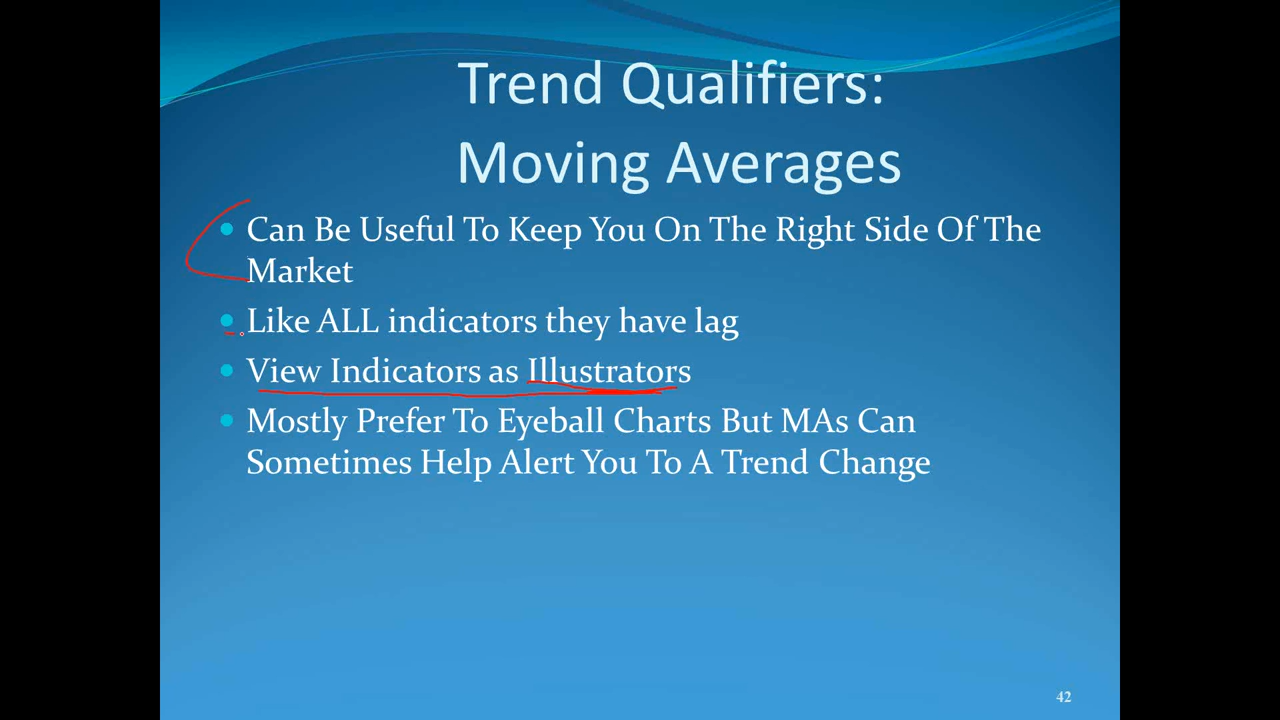 Trend Qualifiers:
Moving Averages
• Can Be Useful To Keep You On The Right Side Of The
Market
• Like ALL indicators they have lag
• View Indicators as Illustrators
• Mostly Prefer To Eyeball Charts But MAs Can
Sometimes Help Alert You To A Trend Change
42